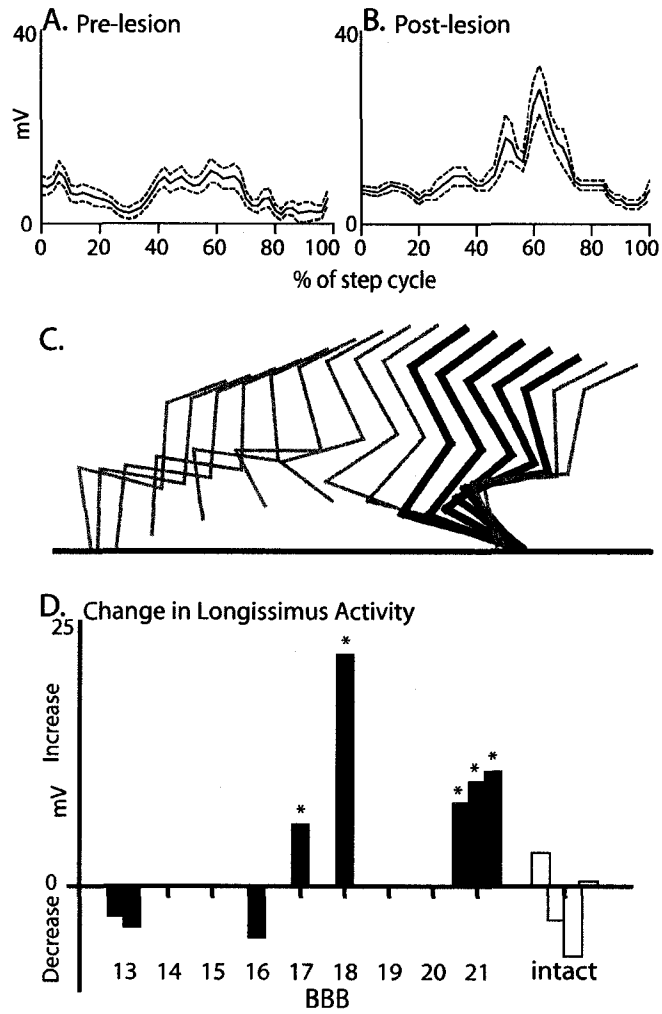 A. Pre-lesion
B. Post-lesion
40
40
mV
0
0
0 20 40 60 80 100
0 20 40 60 80 100
% of step cycle
C.
D. Change in Longissimus Activity
25
Increase
mV
0
Decrease
*
*
*
*
*
13 14 15 16 17 18 19 20 21 intact
BBB